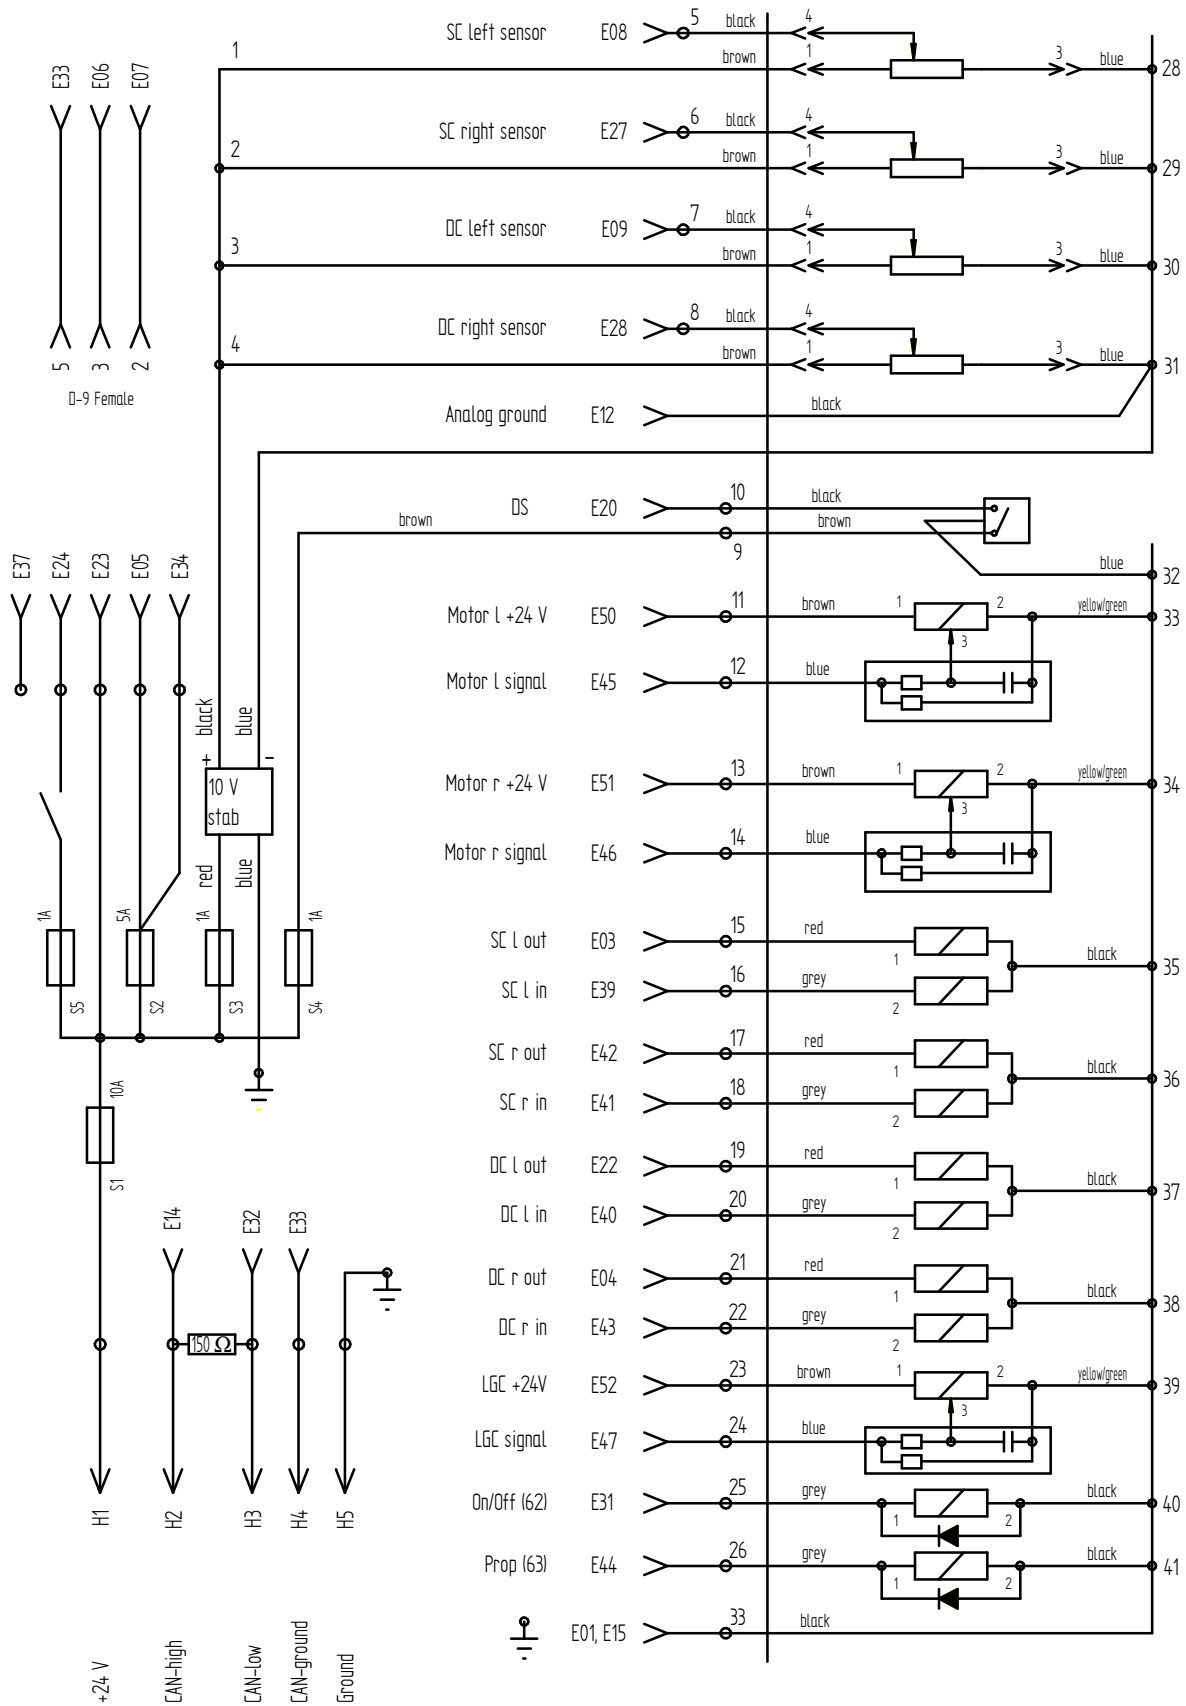 SC left sensor E08 5 black 4
1 brown 1 3 blue 28
SC right sensor E27 6 black 4
2 brown 1 3 blue 29
DC left sensor E09 7 black 4
3 brown 1 3 blue 30
DC right sensor E28 8 black 4
4 brown 1 3 blue 31
Analog ground E12 black
E33 E06 E07
5 3 2
D-9 Female
DS E20 10 black
brown 9 brown
blue 32
Motor l +24 V E50 11 brown 1 2 yellow/green 33
3
Motor l signal E45 12 blue
Motor r +24 V E51 13 brown 1 2 yellow/green 34
3
Motor r signal E46 14 blue
SC l out E03 15 red 1
black 35
SC l in E39 16 grey 2
SC r out E42 17 red 1
black 36
SC r in E41 18 grey 2
DC l out E22 19 red 1
black 37
DC l in E40 20 grey 2
DC r out E04 21 red 1
black 38
DC r in E43 22 grey 2
LGC +24V E52 23 brown 1 2 yellow/green 39
3
LGC signal E47 24 blue
On/Off (62) E31 25 grey 1 2 black 40
Prop (63) E44 26 grey 1 2 black 41
E01, E15 33 black
E37 E24 E23 E05 E34
black blue
+ -
10 V
stab
red blue
1A 5A 1A 1A
S5 S2 S3 S4
10A
S1
E14 E32 E33
150 Ω
H1 H2 H3 H4 H5
+24 V
CAN-high
CAN-low
CAN-ground
Ground